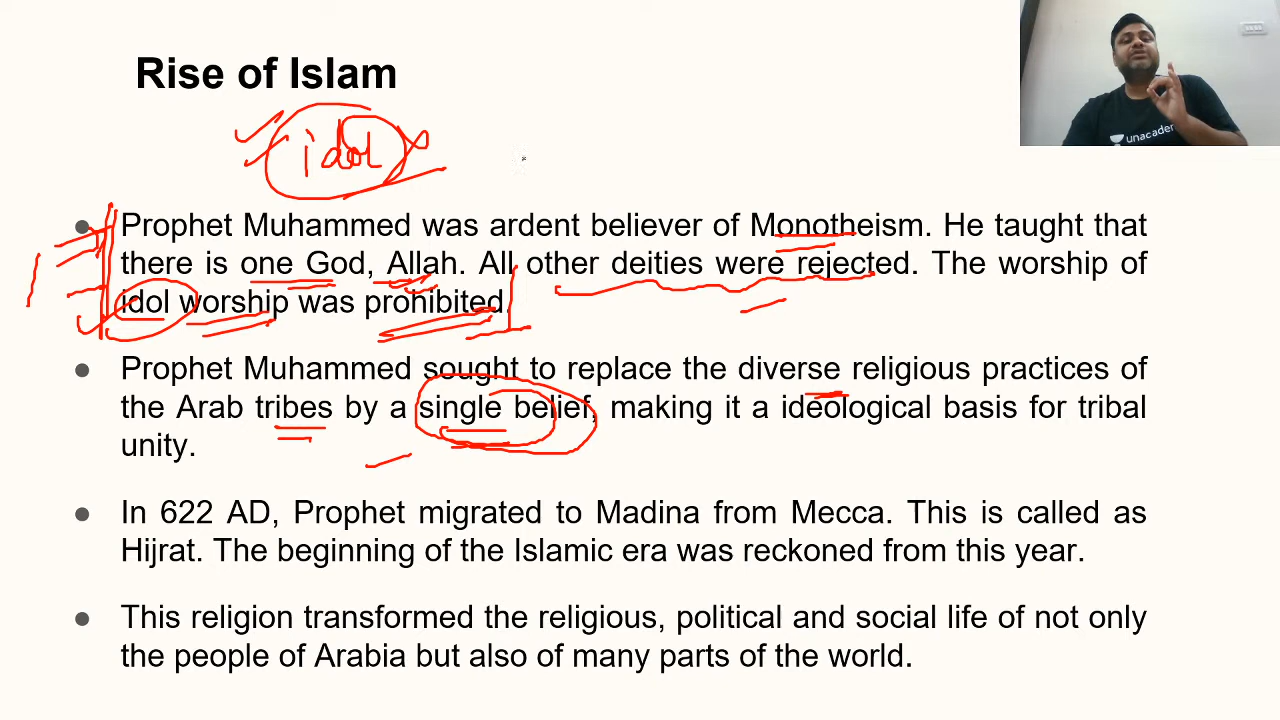 Rise of Islam
idol
unacade
Prophet Muhammed was ardent believer of Monotheism. He taught that
there is one God, Allah. All other deities were rejected. The worship of
idol worship was prohibited.
Prophet Muhammed sought to replace the diverse religious practices of
the Arab tribes by a single belief, making it a ideological basis for tribal
unity.
In 622 AD, Prophet migrated to Madina from Mecca. This is called as
Hijrat. The beginning of the Islamic era was reckoned from this year.
This religion transformed the religious, political and social life of not only
the people of Arabia but also of many parts of the world.